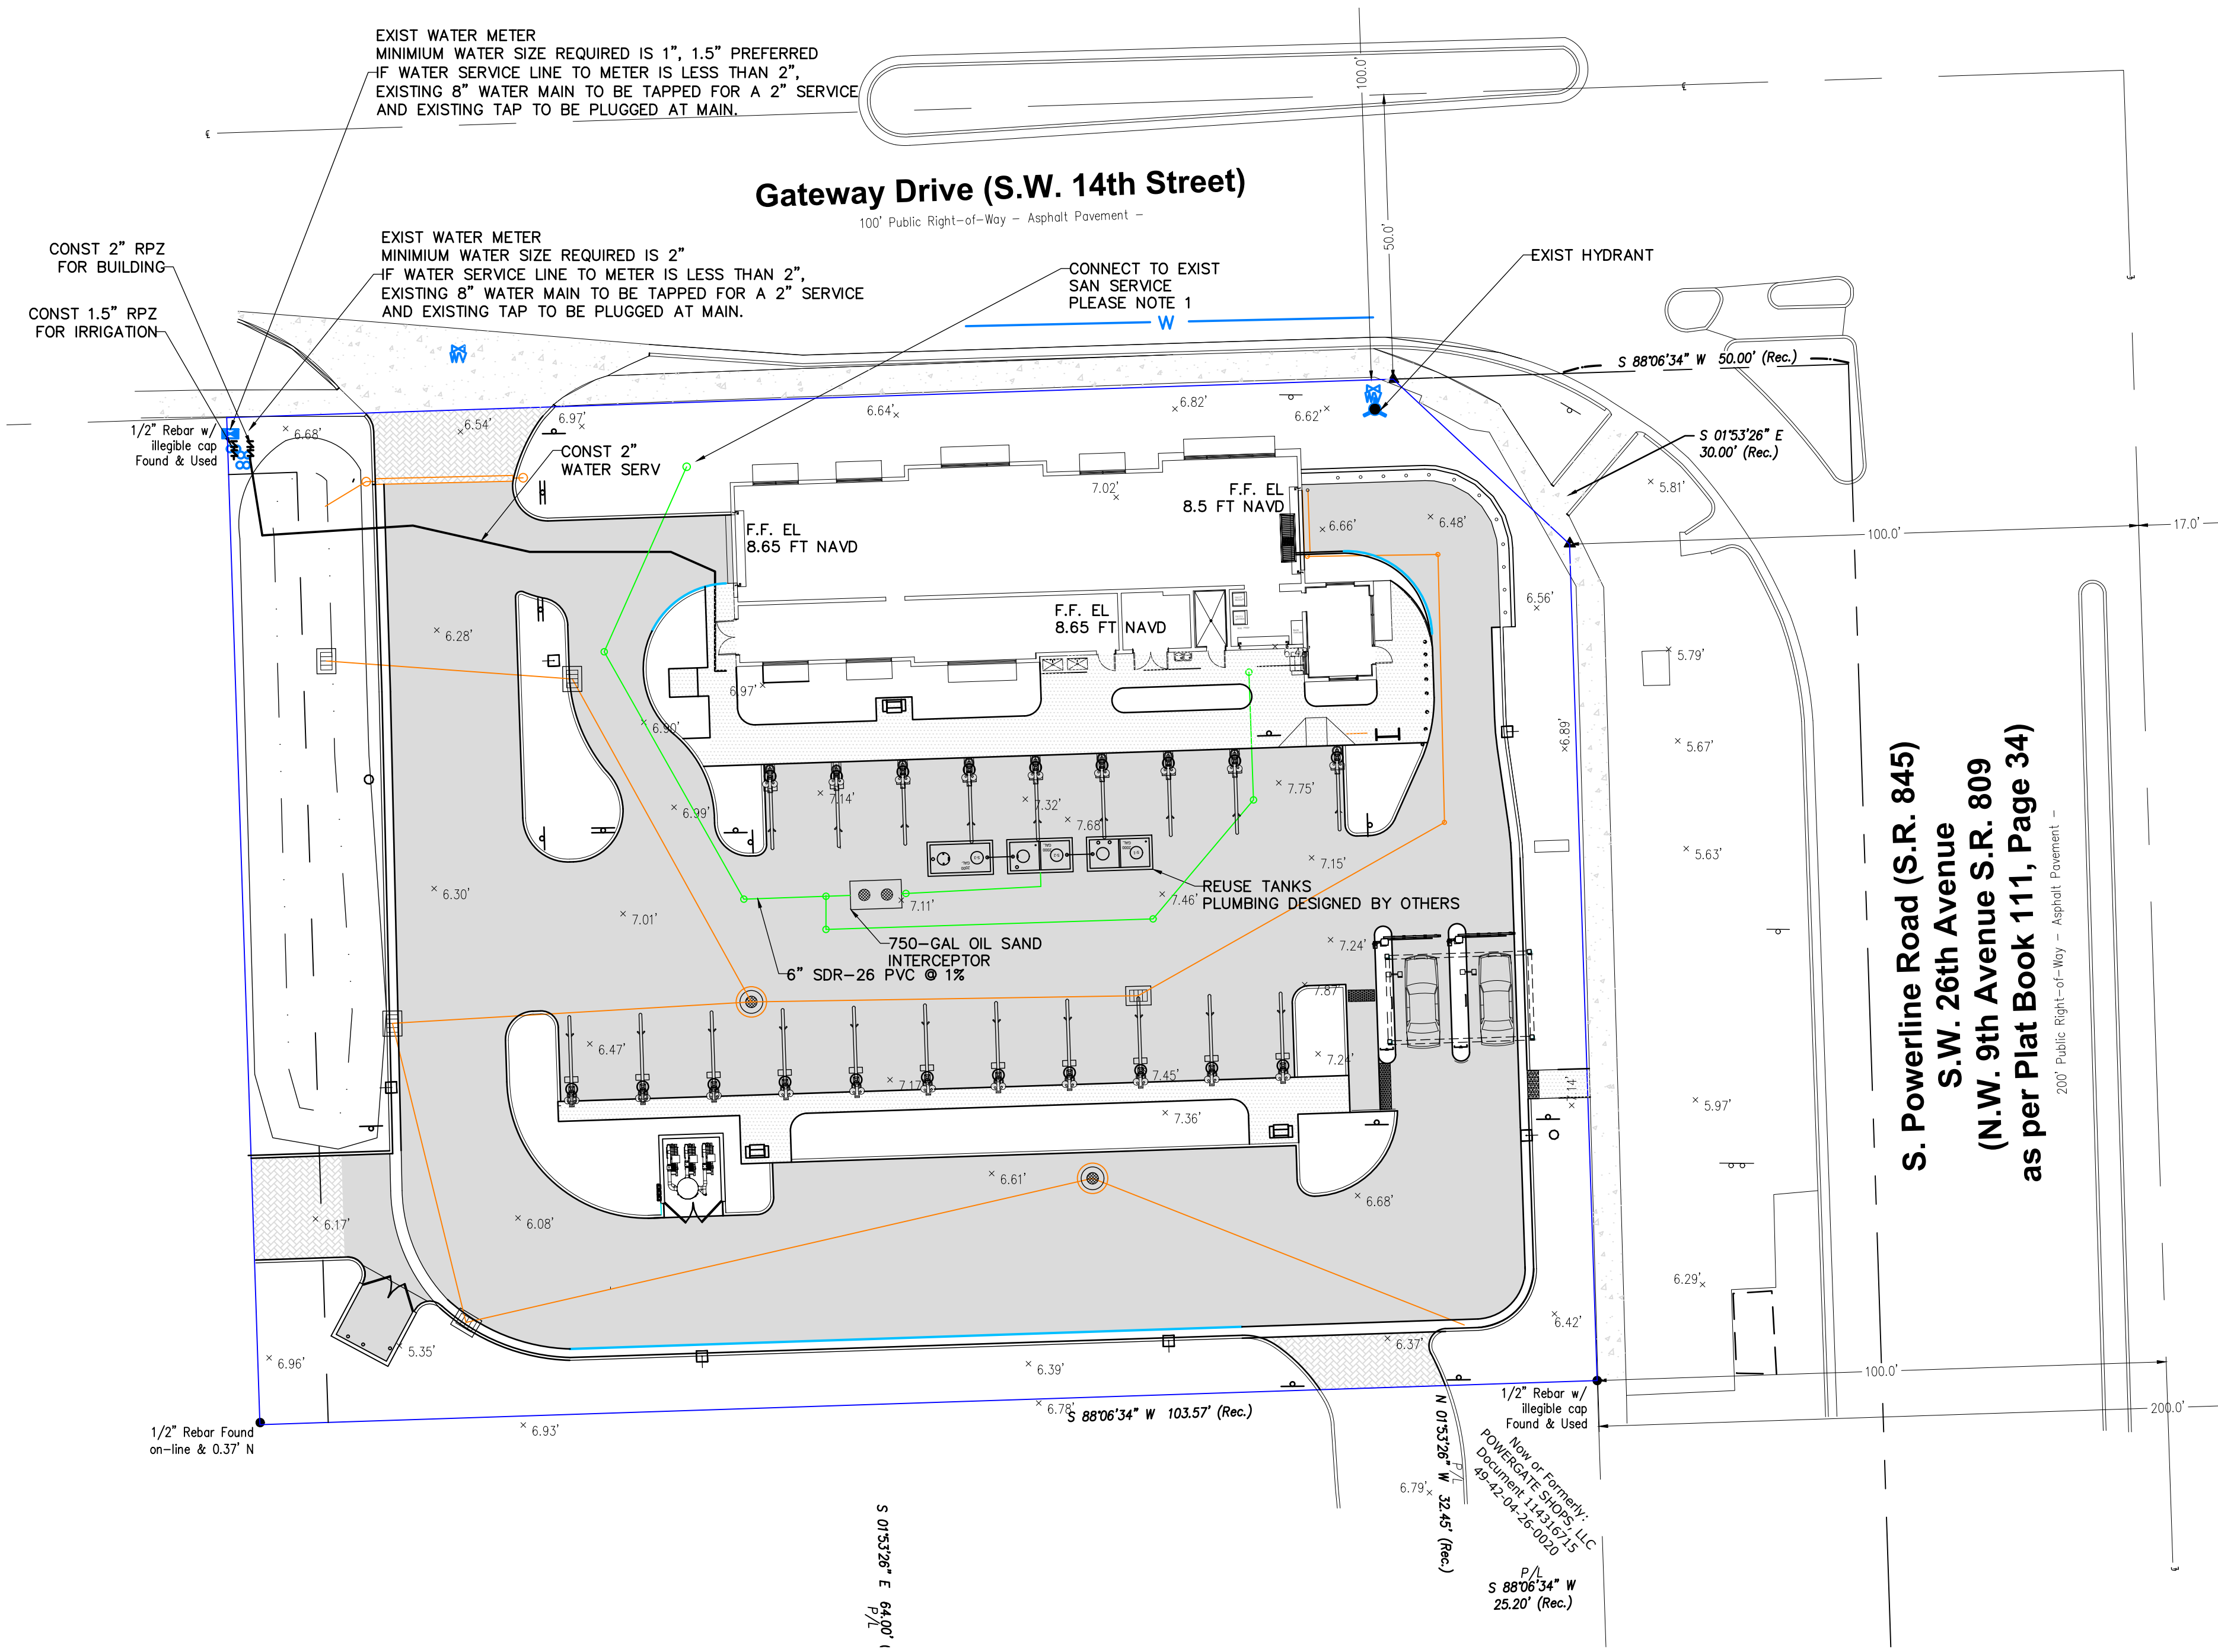 EXIST WATER METER
MINIMIUM WATER SIZE REQUIRED IS 1", 1.5" PREFERRED
IF WATER SERVICE LINE TO METER IS LESS THAN 2",
EXISTING 8" WATER MAIN TO BE TAPPED FOR A 2" SERVICE
AND EXISTING TAP TO BE PLUGGED AT MAIN.
100.0'
50.0'
Gateway Drive (S.W. 14th Street)
100' Public Right-of-Way - Asphalt Pavement -
CONST 2" RPZ
FOR BUILDING
CONST 1.5" RPZ
FOR IRRIGATION
EXIST WATER METER
MINIMUM WATER SIZE REQUIRED IS 2"
IF WATER SERVICE LINE TO METER IS LESS THAN 2",
EXISTING 8" WATER MAIN TO BE TAPPED FOR A 2" SERVICE
AND EXISTING TAP TO BE PLUGGED AT MAIN.
CONNECT TO EXIST
SAN SERVICE
PLEASE NOTE 1
EXIST HYDRANT
W
WV
S 88°06'34" W 50.00' (Rec.)
S 01°53'26" E
30.00' (Rec.)
1/2" Rebar w/
illegible cap
Found & Used
6.68'
6.54'
6.97'
6.64'
6.82'
6.62'
CONST 2"
WATER SERV
7.02'
F.F. EL
8.5 FT NAVD
6.66'
6.48'
5.81'
F.F. EL
8.65 FT NAVD
100.0'
17.0'
F.F. EL
8.65 FT NAVD
6.56'
6.28'
5.79'
6.97'
6.90'
6.89'
5.67'
6.99'
7.14'
7.32'
7.68'
7.75'
7.15'
5.63'
6.30'
7.01'
7.11'
7.46'
REUSE TANKS
PLUMBING DESIGNED BY OTHERS
750-GAL OIL SAND
INTERCEPTOR
6" SDR-26 PVC @ 1%
7.24'
7.87'
6.47'
7.17'
7.45'
7.24'
7.36'
7.14'
5.97'
S. Powerline Road (S.R. 845)
S.W. 26th Avenue
(N.W. 9th Avenue S.R. 809
as per Plat Book 111, Page 34)
200' Public Right-of-Way - Asphalt Pavement -
6.17'
6.08'
6.61'
6.68'
6.29'
6.42'
6.96'
5.35'
6.39'
6.37'
100.0'
200.0'
1/2" Rebar Found
on-line & 0.37' N
6.93'
6.78'
S 88°06'34" W 103.57' (Rec.)
1/2" Rebar w/
illegible cap
Found & Used
N 01°53'26" W 32.45' (Rec.)
P/L
6.79'
Now or Formerly:
POWERGATE SHOPS, LLC
Document 114316715
49-42-04-26-0020
S 01°53'26" E 64.00' (
P/L
P/L
S 88°06'34" W
25.20' (Rec.)